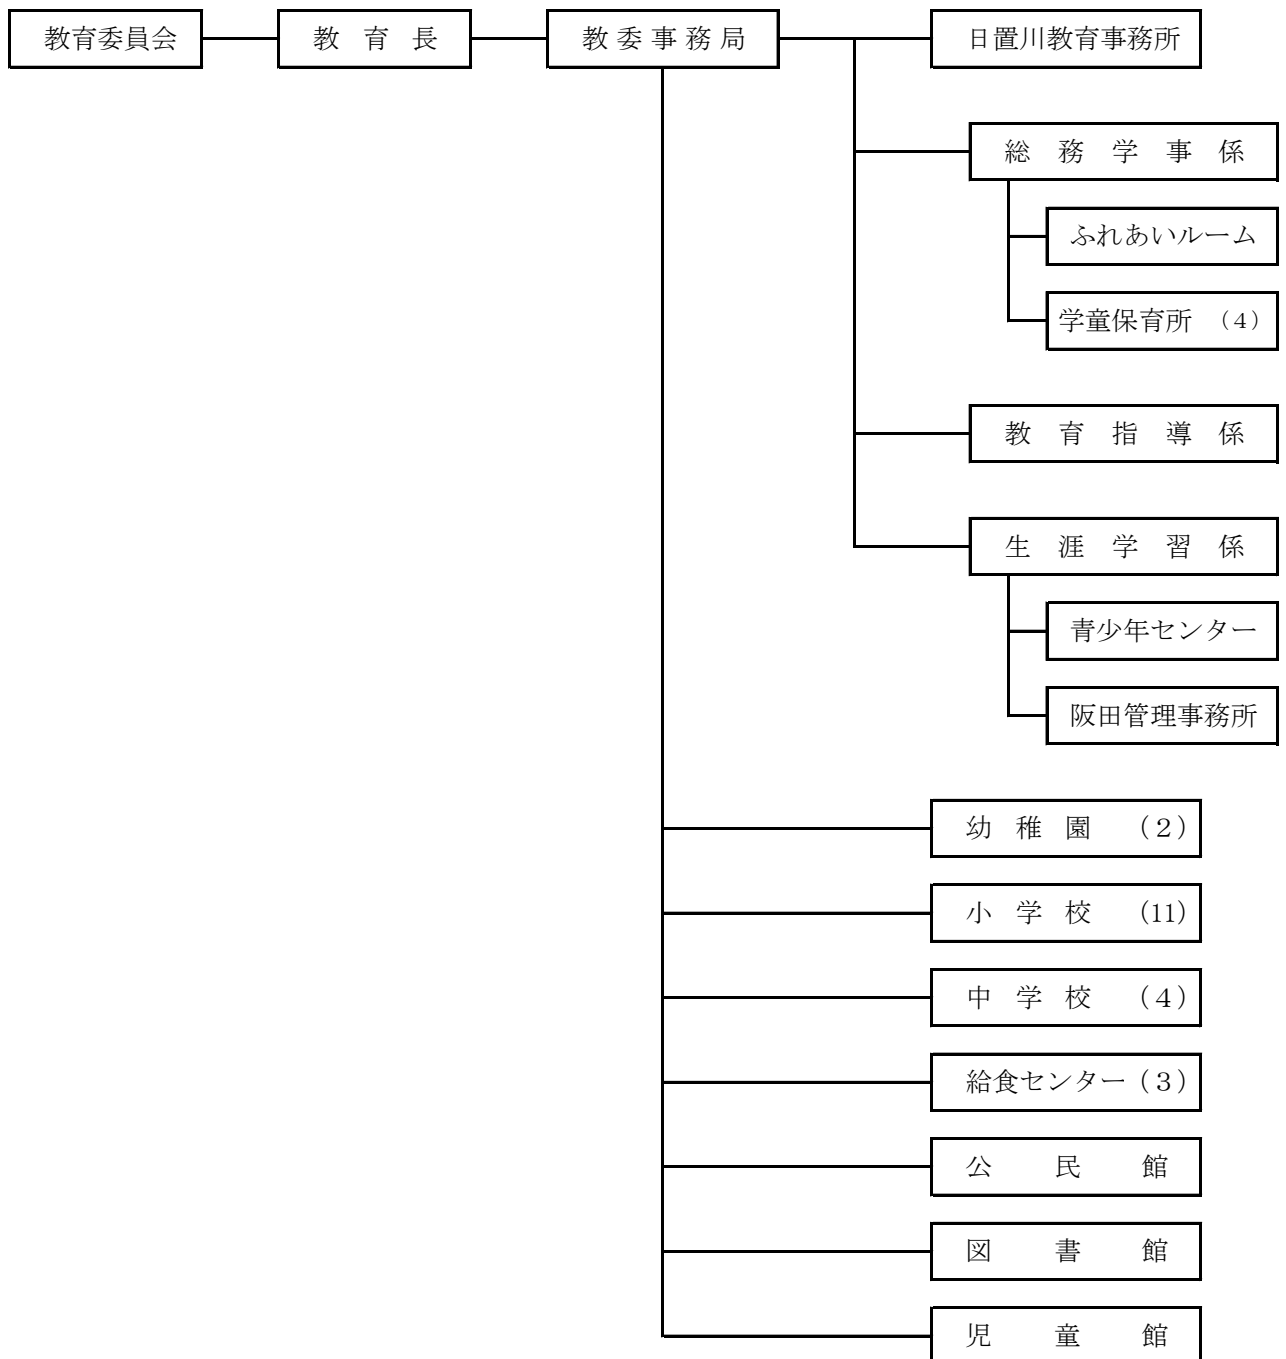 教育委員会
教育長
教委事務局
日置川教育事務所
総務学事係
ふれあいルーム
学童保育所 (4)
教育指導係
生涯学習係
青少年センター
阪田管理事務所
幼稚園 (2)
小学校 (11)
中学校 (4)
給食センター (3)
公民館
図書館
児童館